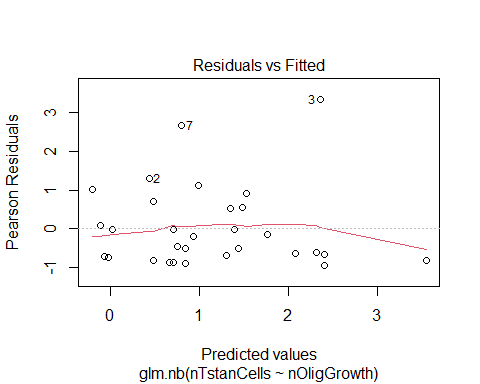 Residuals vs Fitted
Pearson Residuals
3
2
1
0
-1
3
7
2
0 1 2 3
Predicted values
glm.nb(nTstanCells ~ nOligGrowth)